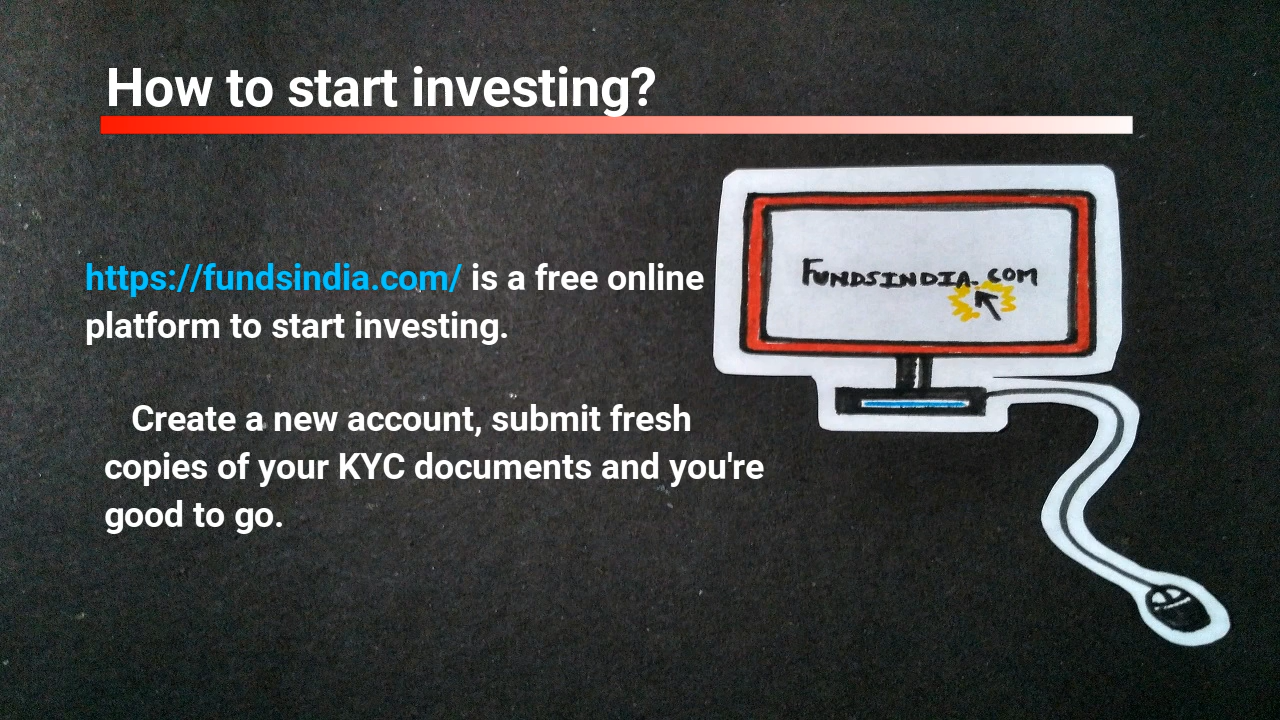 How to start investing?
https://fundsindia.com/ is a free online
platform to start investing.
FUNDSINDIA.COM
Create a new account, submit fresh
copies of your KYC documents and you're
good to go.